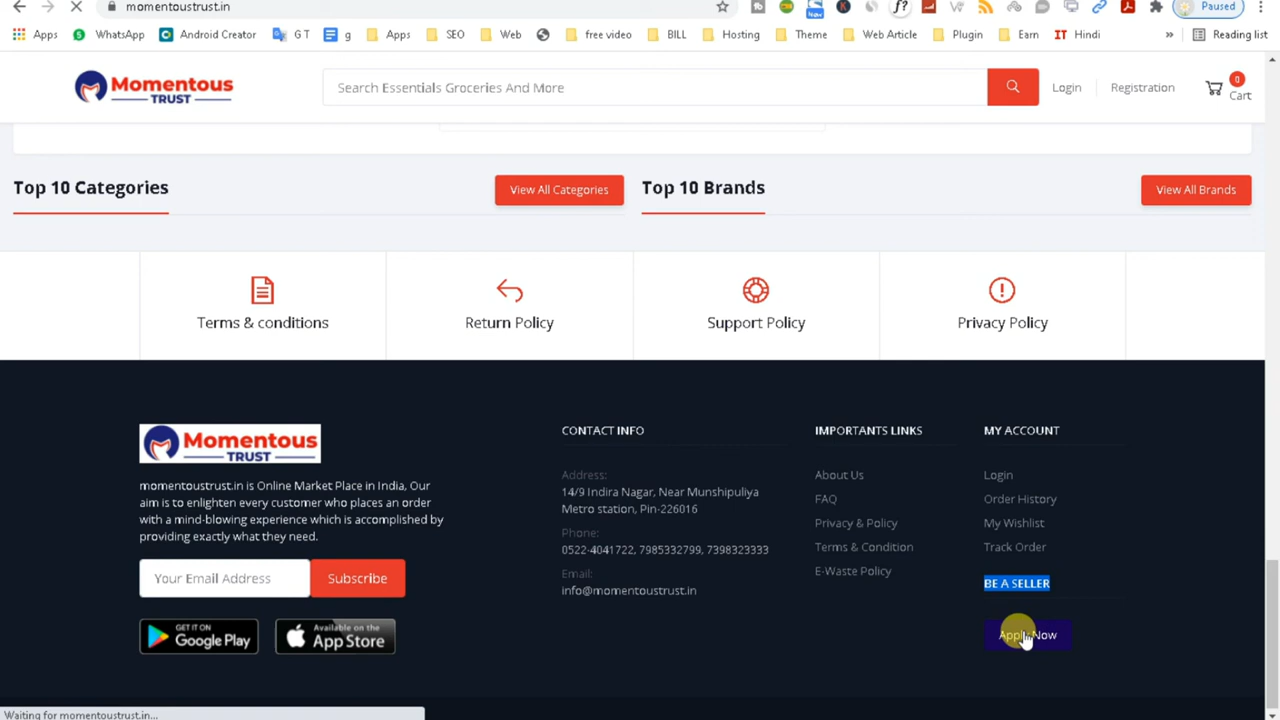 momentoustrust.in
Paused
Apps WhatsApp Android Creator G T g Apps SEO Web free video BILL Hosting Theme Web Article Plugin Earn IT Hindi » Reading list
Momentous
TRUST
Search Essentials Groceries And More
Login Registration
0
Cart
Top 10 Categories View All Categories Top 10 Brands View All Brands
Terms & conditions Return Policy Support Policy Privacy Policy
Momentous
TRUST
momentoustrust.in is Online Market Place in India, Our
aim is to enlighten every customer who places an order
with a mind-blowing experience which is accomplished by
providing exactly what they need.
Your Email Address Subscribe
GET IT ON
Google Play
Available on the
App Store
CONTACT INFO
Address:
14/9 Indira Nagar, Near Munshipuliya
Metro station, Pin-226016
Phone:
0522-4041722, 7985332799, 7398323333
Email:
info@momentoustrust.in
IMPORTANTS LINKS
About Us
FAQ
Privacy & Policy
Terms & Condition
E-Waste Policy
MY ACCOUNT
Login
Order History
My Wishlist
Track Order
BE A SELLER
Apply Now
Waiting for momentoustrust.in...